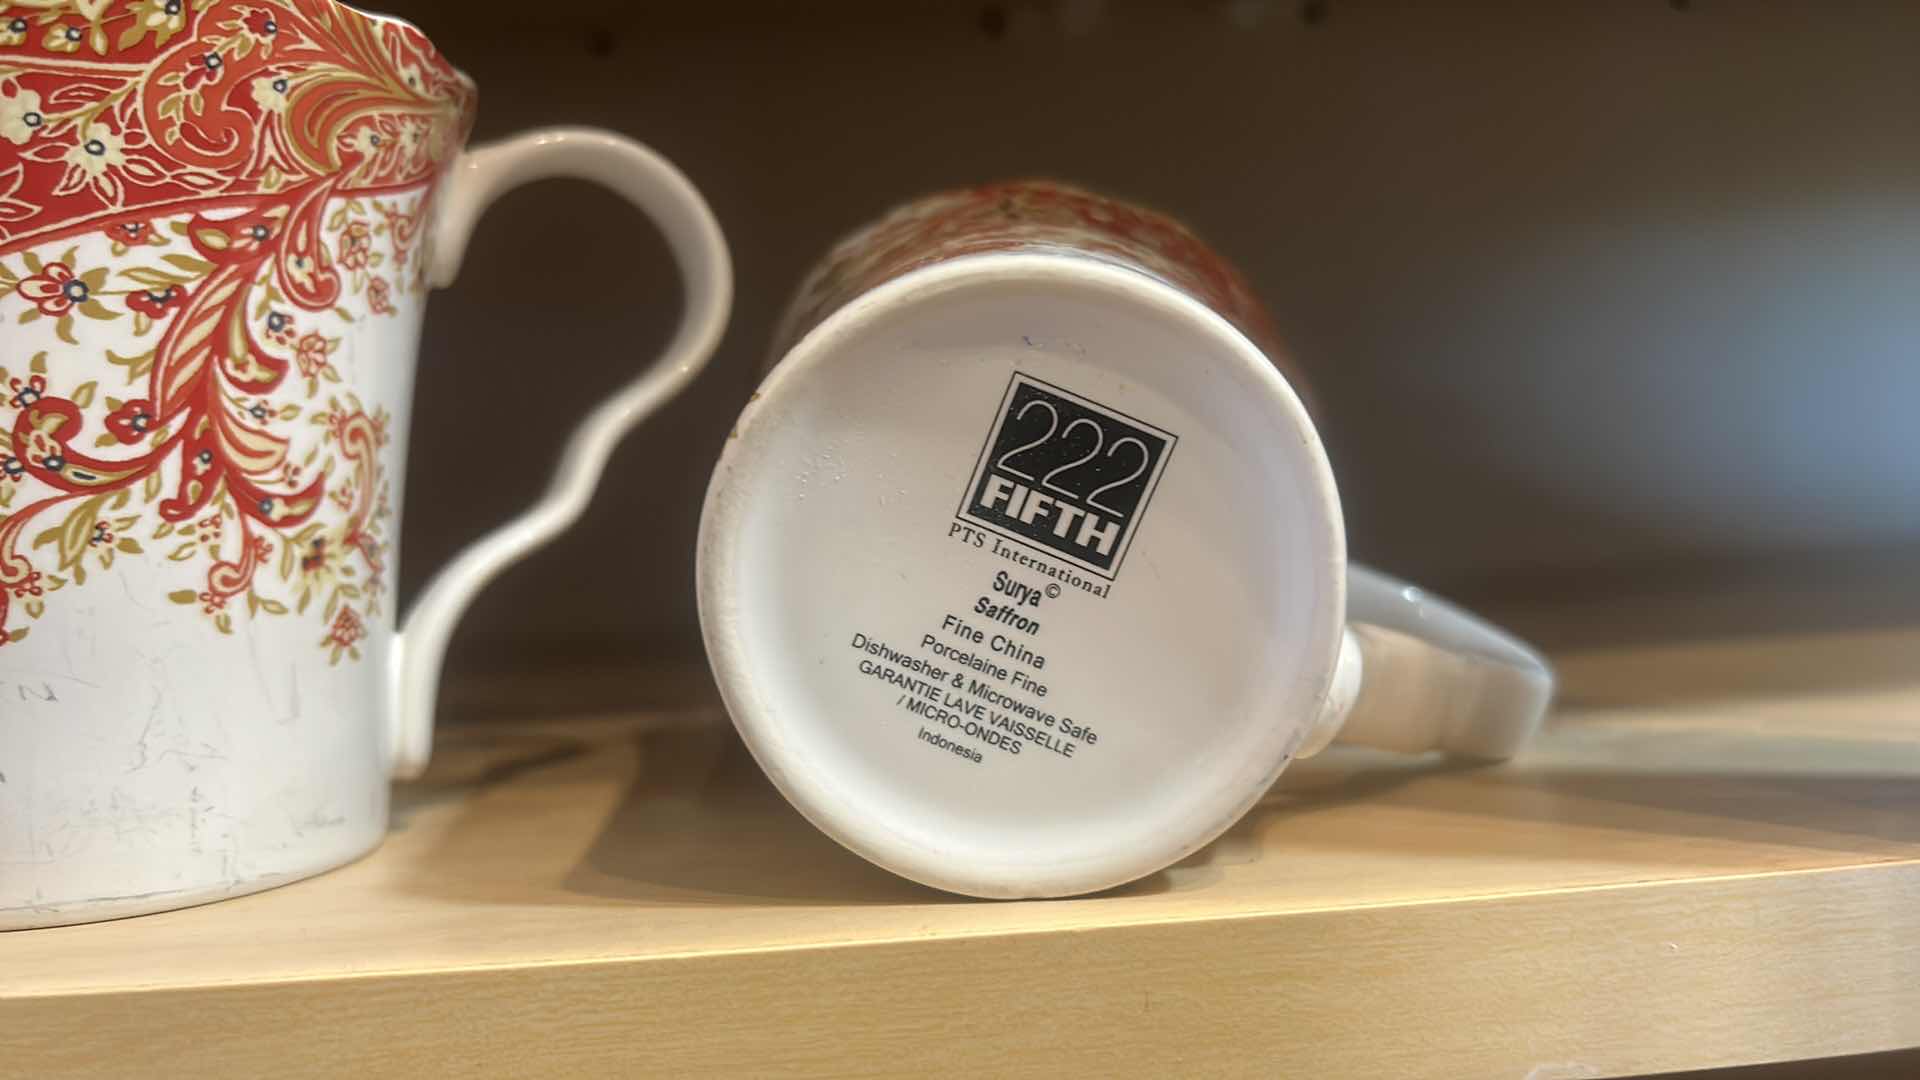 222
FIFTH
PTS International
Surya©
Saffron
Fine China
Porcelaine Fine
Dishwasher & Microwave Safe
GARANTIE LAVE VAISSELLE
/ MICRO-ONDES
Indonesia